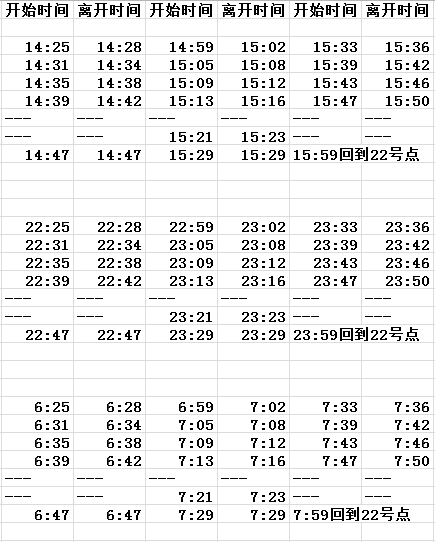 开始时间 离开时间 开始时间 离开时间 开始时间 离开时间
14:25 14:28 14:59 15:02 15:33 15:36
14:31 14:34 15:05 15:08 15:39 15:42
14:35 14:38 15:09 15:12 15:43 15:46
14:39 14:42 15:13 15:16 15:47 15:50
--- --- --- --- --- ---
--- --- 15:21 15:23 --- ---
14:47 14:47 15:29 15:29 15:59回到22号点
22:25 22:28 22:59 23:02 23:33 23:36
22:31 22:34 23:05 23:08 23:39 23:42
22:35 22:38 23:09 23:12 23:43 23:46
22:39 22:42 23:13 23:16 23:47 23:50
--- --- --- --- --- ---
--- --- 23:21 23:23 --- ---
22:47 22:47 23:29 23:29 23:59回到22号点
6:25 6:28 6:59 7:02 7:33 7:36
6:31 6:34 7:05 7:08 7:39 7:42
6:35 6:38 7:09 7:12 7:43 7:46
6:39 6:42 7:13 7:16 7:47 7:50
--- --- --- --- --- ---
--- --- 7:21 7:23 --- ---
6:47 6:47 7:29 7:29 7:59回到22号点